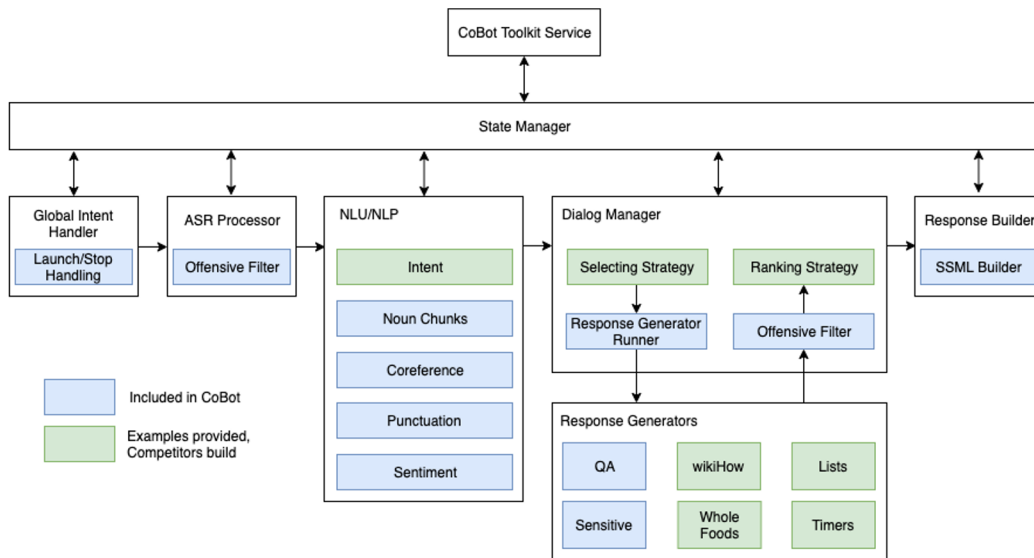 CoBot Toolkit Service
State Manager
Global Intent
Handler
Launch/Stop
Handling
ASR Processor
Offensive Filter
NLU/NLP
Intent
Noun Chunks
Coreference
Punctuation
Sentiment
Dialog Manager
Selecting Strategy
Ranking Strategy
Response Generator
Runner
Offensive Filter
Response Builder
SSML Builder
Included in CoBot
Examples provided,
Competitors build
Response Generators
QA
wikiHow
Lists
Sensitive
Whole
Foods
Timers